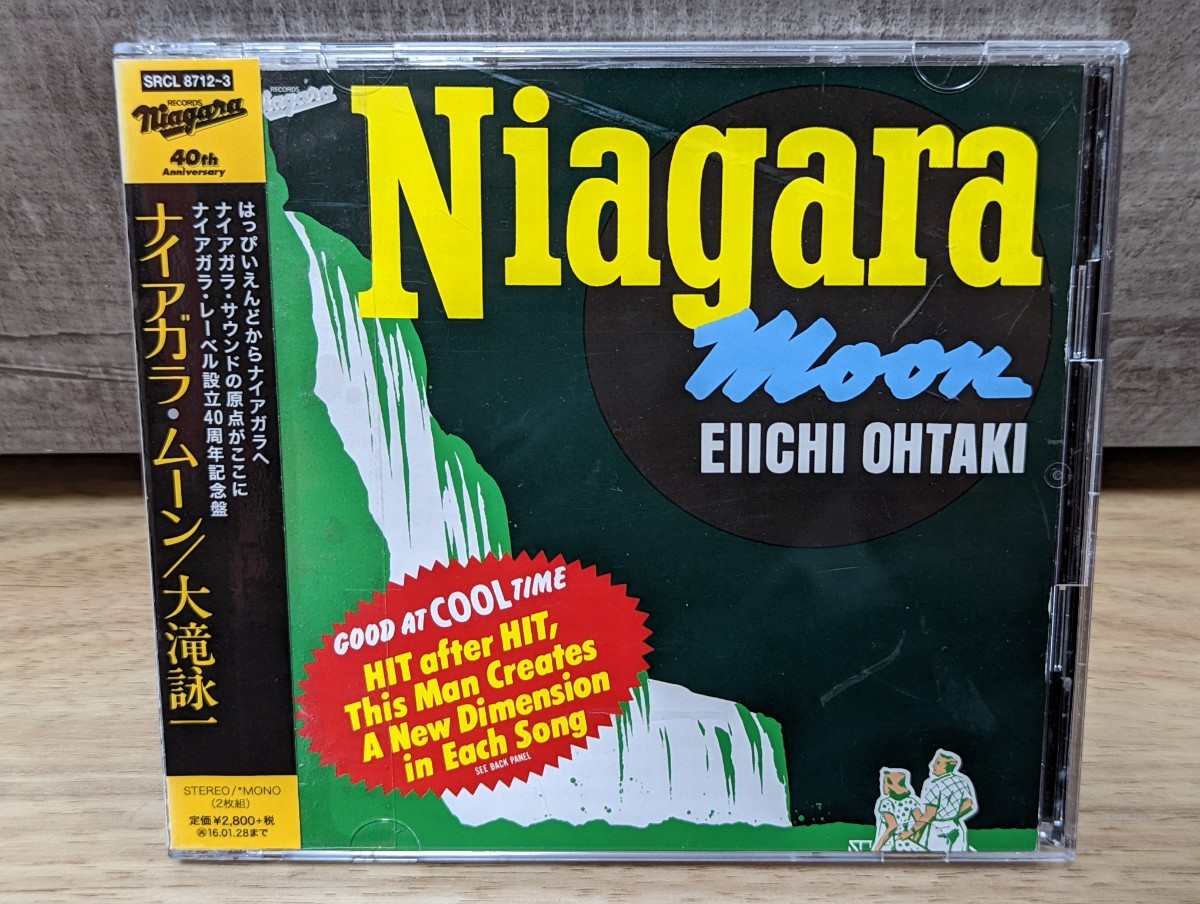 SRCL 8712~3
RECORDS
Niagara
40th
Anniversary
はっぴいえんどからナイアガラへ
ナイアガラ・サウンドの原点がここに
ナイアガラ・レーベル設立40周年記念盤
ナイアガラ・ムーン/大滝詠一
STEREO/*MONO
(2枚組)
定価¥2,800+税
㊞16.01.28まで
RECORDS
Niagara
Niagara
Moon
EIICHI OHTAKI
GOOD AT COOL TIME
HIT after HIT,
This Man Creates
A New Dimension
in Each Song
SEE BACK PANEL